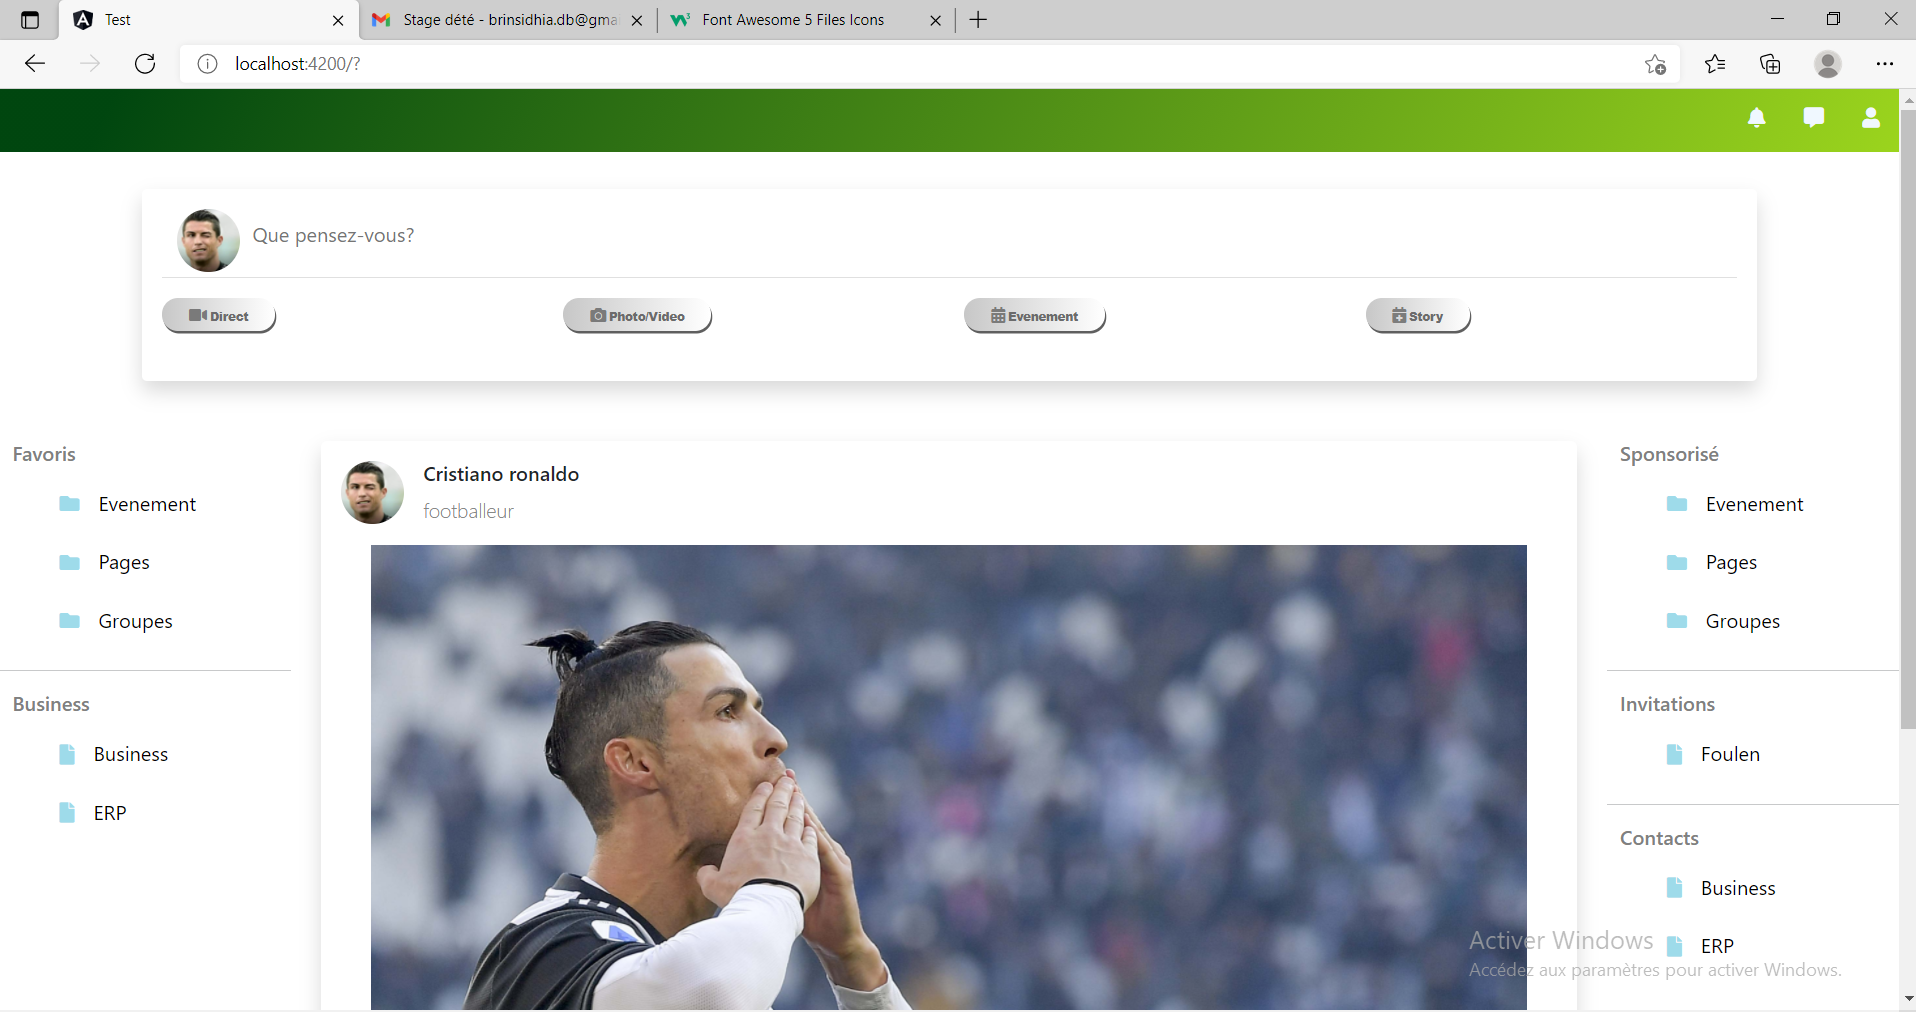 Test
Stage dété - brinsidhia.db@gma
Font Awesome 5 Files Icons
localhost:4200/?
Que pensez-vous?
Direct
Photo/Video
Evenement
Story
Favoris
Evenement
Pages
Groupes
Business
Business
ERP
Cristiano ronaldo
footballeur
Sponsorisé
Evenement
Pages
Groupes
Invitations
Foulen
Contacts
Business
ERP
Activer Windows
Accédez aux paramètres pour activer Windows.